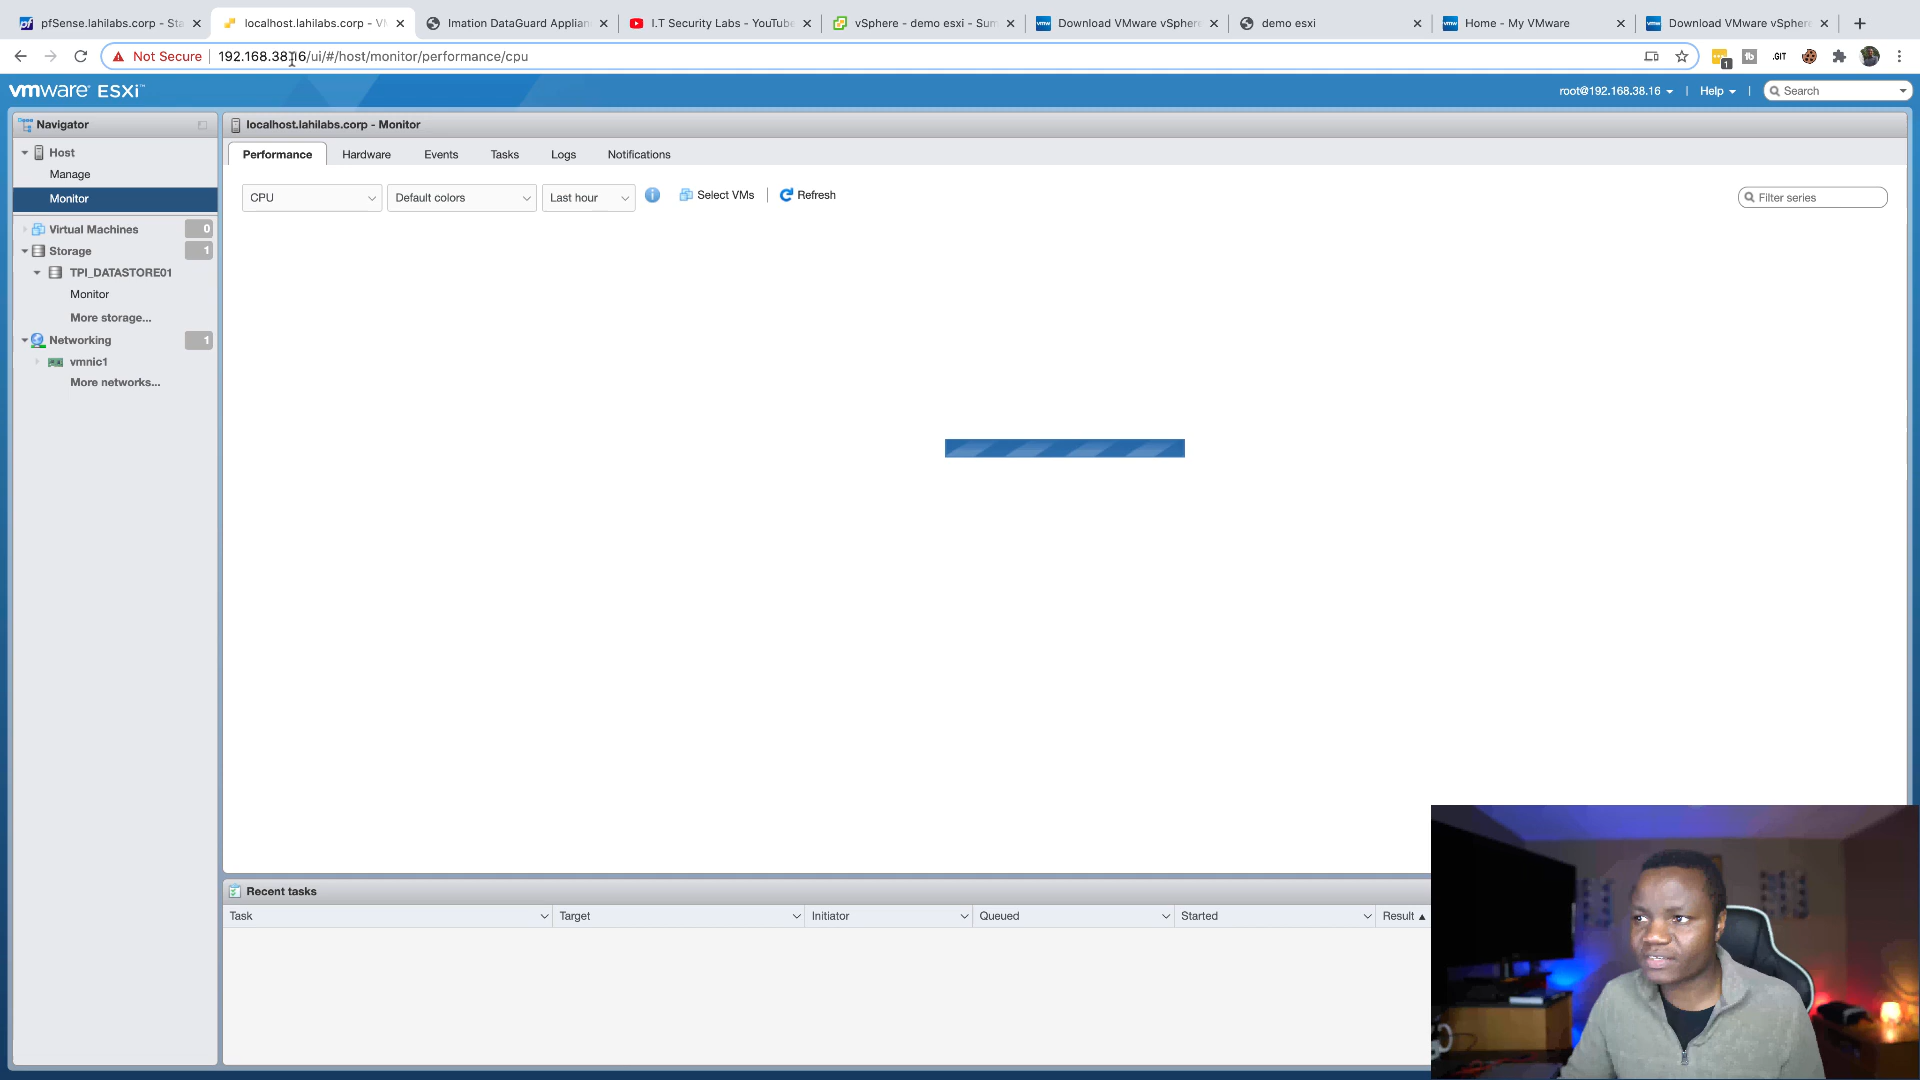 pfSense.lahilabs.corp - Sta
localhost.lahilabs.corp - VM
Imation DataGuard Applian
I.T Security Labs - YouTube
vSphere - demo esxi - Sum
Download VMware vSphere
demo esxi
Home - My VMware
Download VMware vSphere
Not Secure
192.168.38.16/ui/#/host/monitor/performance/cpu
1
.GIT
vmware ESXi™
root@192.168.38.16
Help
Search
Navigator
localhost.lahilabs.corp - Monitor
Host
Manage
Monitor
Virtual Machines 0
Storage 1
TPI_DATASTORE01
Monitor
More storage...
Networking 1
vmnic1
More networks...
Performance
Hardware
Events
Tasks
Logs
Notifications
CPU
Default colors
Last hour
Select VMs
Refresh
Filter series
Recent tasks
Task
Target
Initiator
Queued
Started
Result